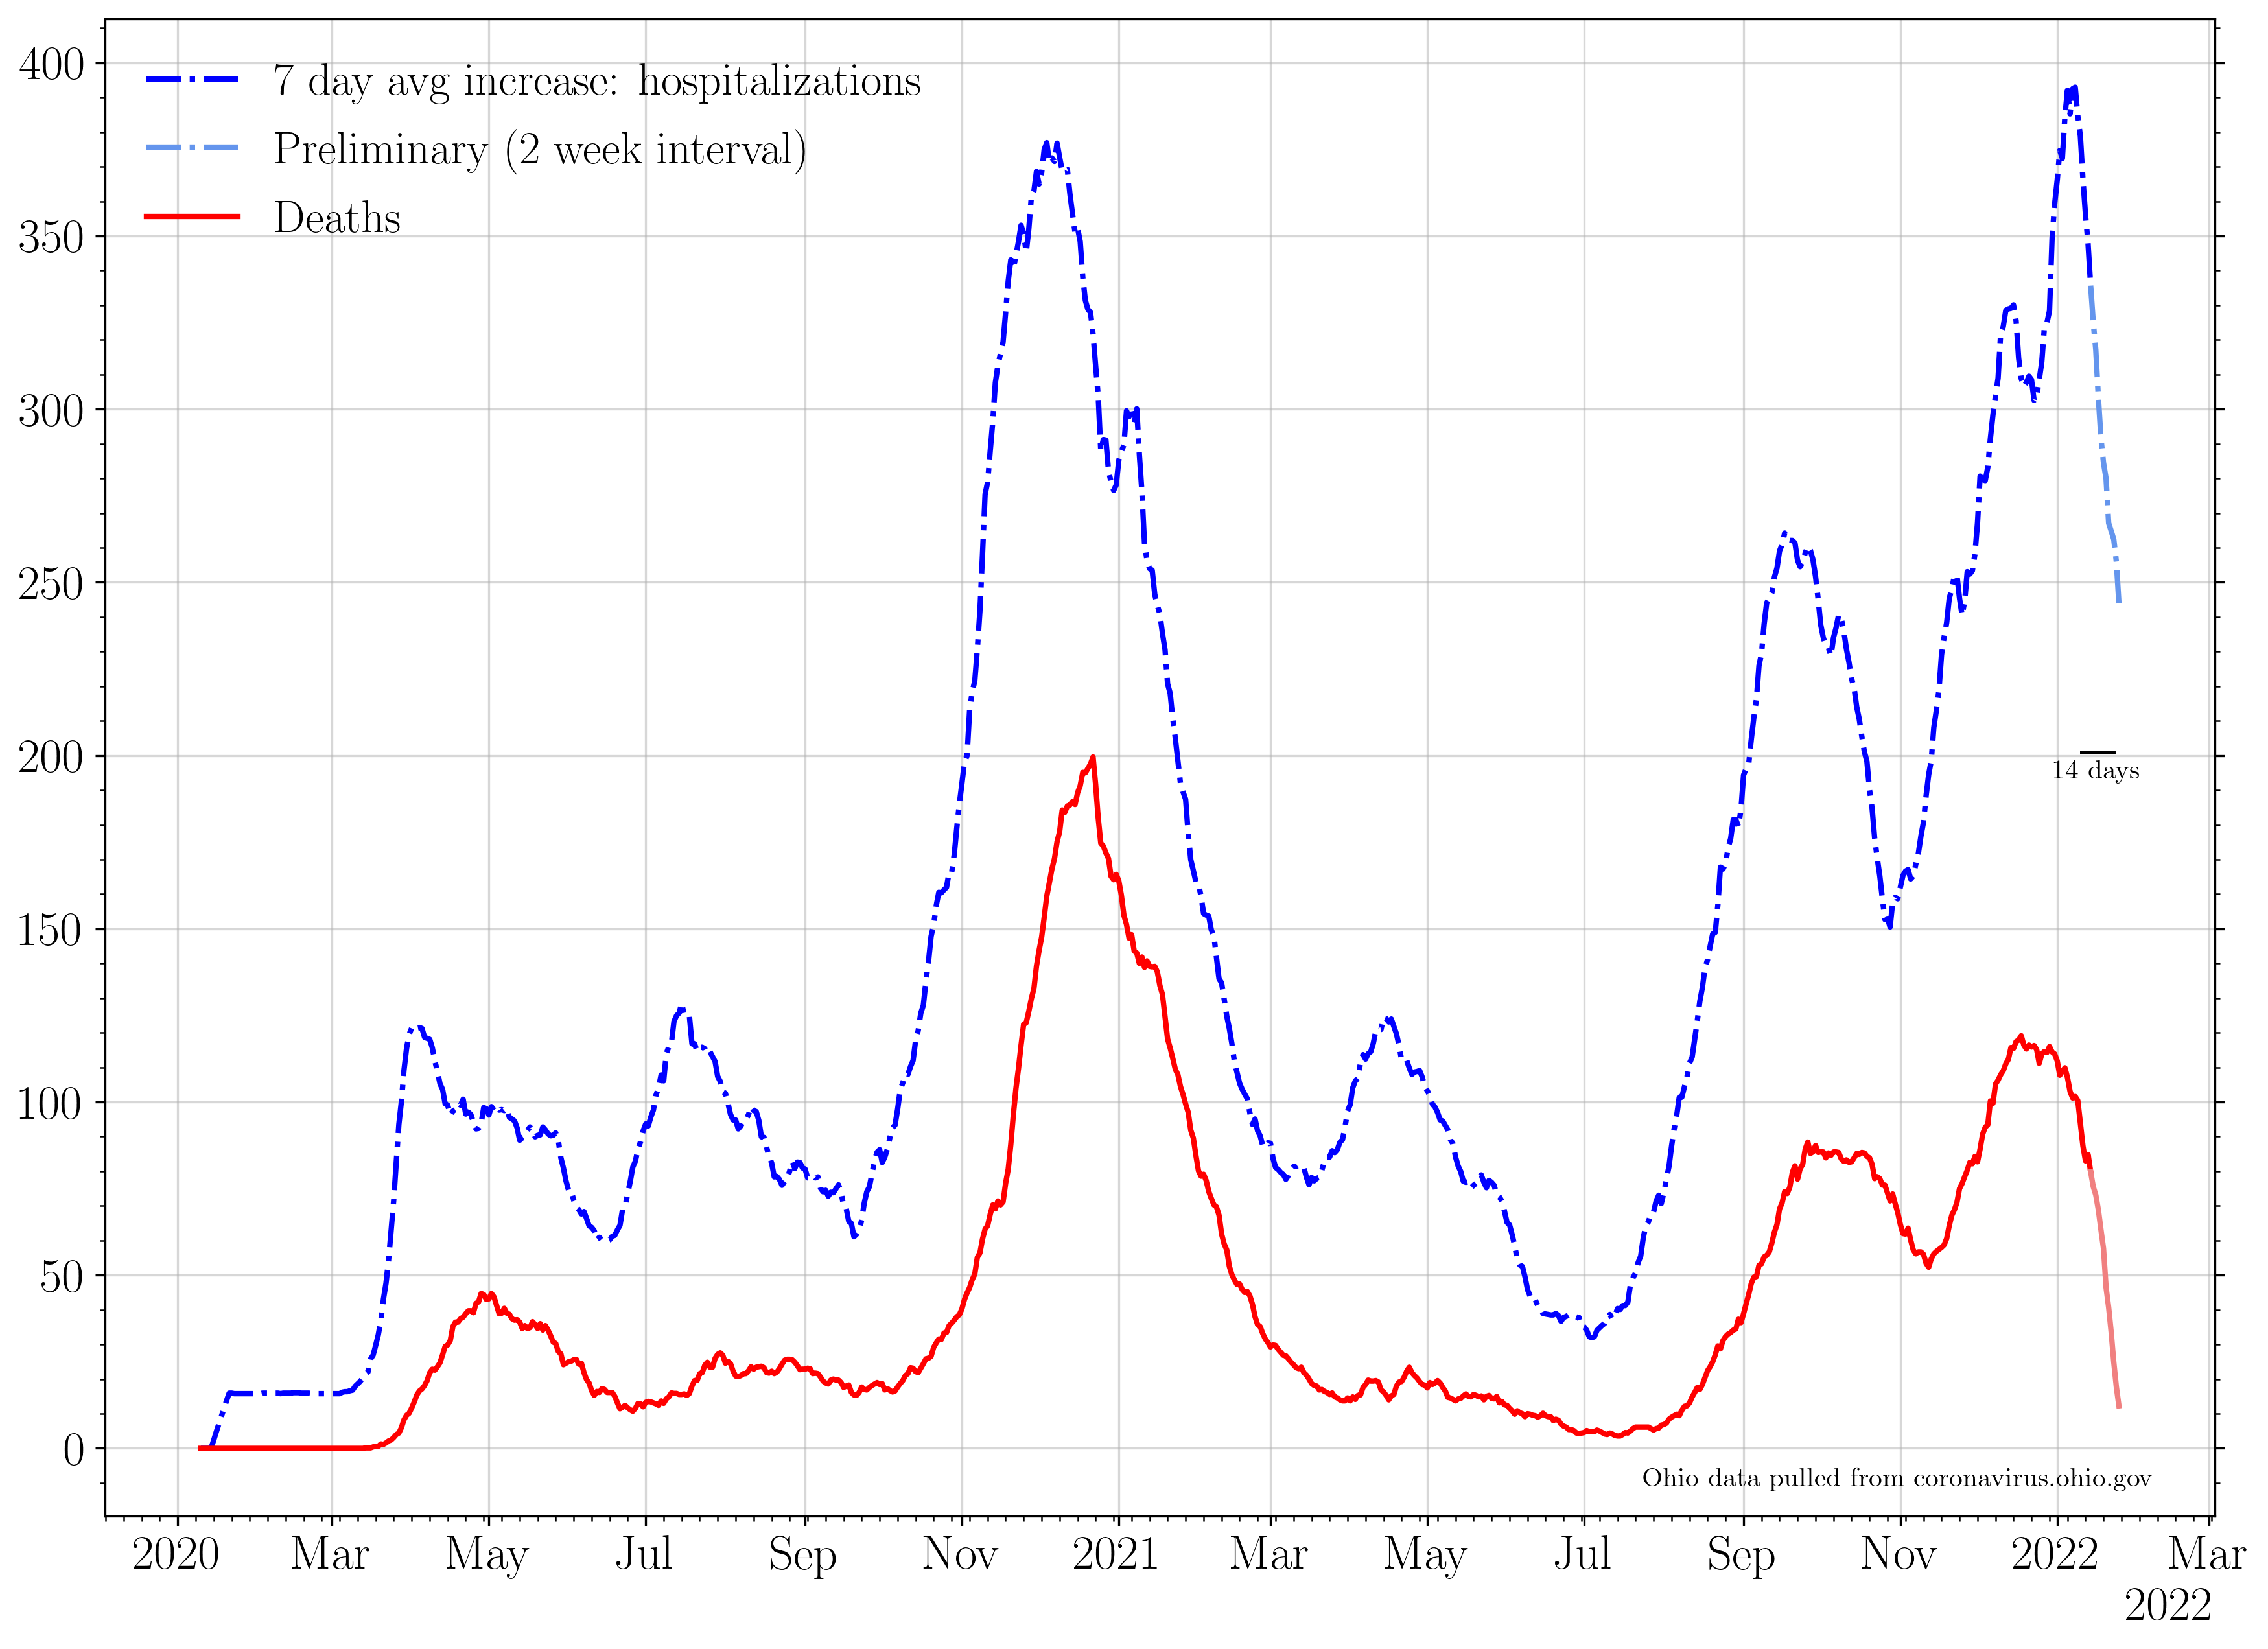 7 day avg increase: hospitalizations
Preliminary (2 week interval)
Deaths
400
350
300
250
200
150
100
50
0
14 days
Ohio data pulled from coronavirus.ohio.gov
2020 Mar May Jul Sep Nov 2021 Mar May Jul Sep Nov 2022 Mar
2022